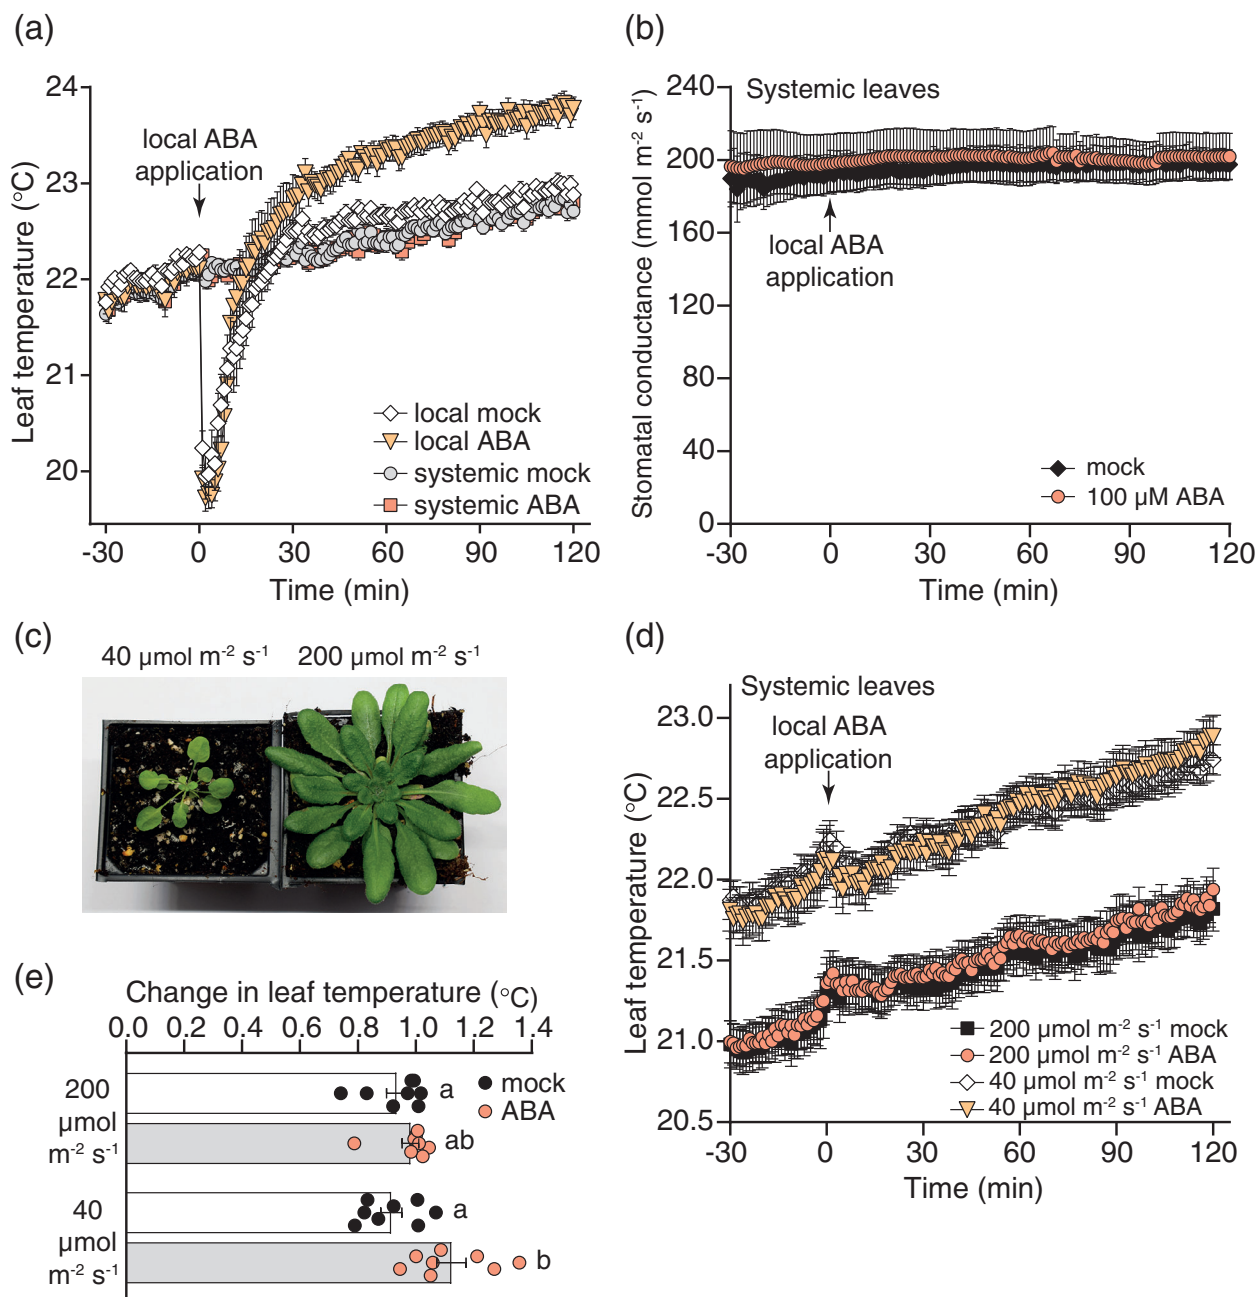 (a)
24
23
22
21
20
Leaf temperature (°C)
local ABA
application
local mock
local ABA
systemic mock
systemic ABA
-30 0 30 60 90 120
Time (min)
(b)
240
200
160
120
80
40
0
Stomatal conductance (mmol m⁻² s⁻¹)
Systemic leaves
local ABA
application
mock
100 µM ABA
-30 0 30 60 90 120
Time (min)
(c)
40 µmol m⁻² s⁻¹ 200 µmol m⁻² s⁻¹
(d)
23.0
22.5
22.0
21.5
21.0
20.5
Leaf temperature (°C)
Systemic leaves
local ABA
application
200 µmol m⁻² s⁻¹ mock
200 µmol m⁻² s⁻¹ ABA
40 µmol m⁻² s⁻¹ mock
40 µmol m⁻² s⁻¹ ABA
-30 0 30 60 90 120
Time (min)
(e)
Change in leaf temperature (°C)
0.0 0.2 0.4 0.6 0.8 1.0 1.2 1.4
200
µmol
m⁻² s⁻¹
a
ab
mock
ABA
40
µmol
m⁻² s⁻¹
a
b